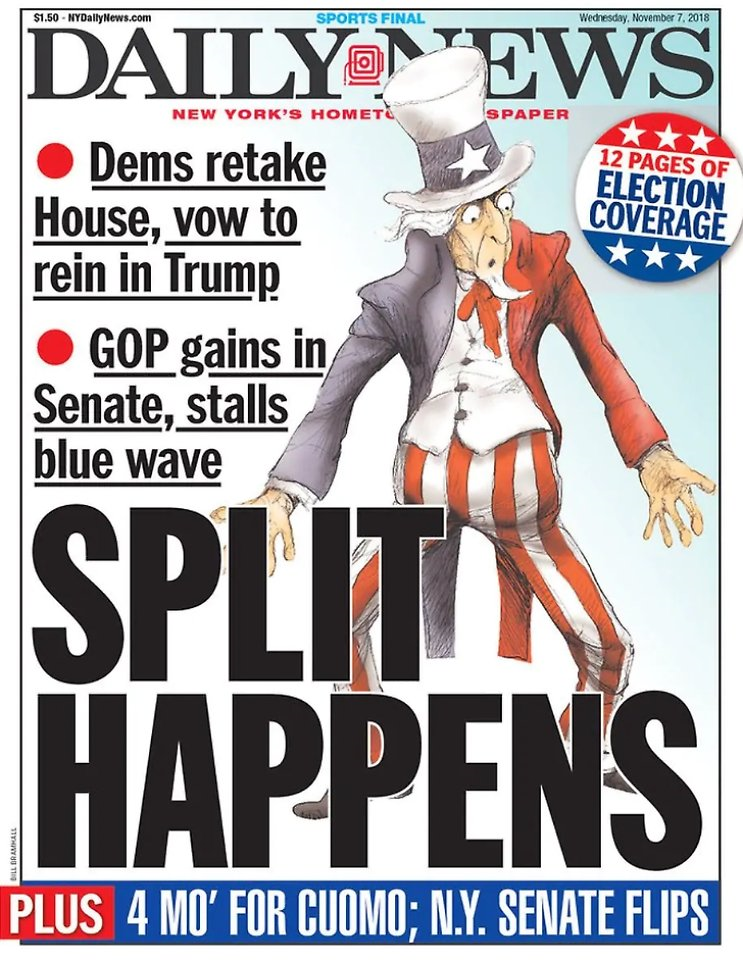 $1.50 - NYDailyNews.com
SPORTS FINAL
Wednesday, November 7, 2018
DAILY NEWS
NEW YORK'S HOMETO SPAPER
12 PAGES OF
ELECTION
COVERAGE
Dems retake
House, vow to
rein in Trump
GOP gains in
Senate, stalls
blue wave
SPLIT
HAPPENS
BILL BRAMHALL
PLUS 4 MO' FOR CUOMO; N.Y. SENATE FLIPS